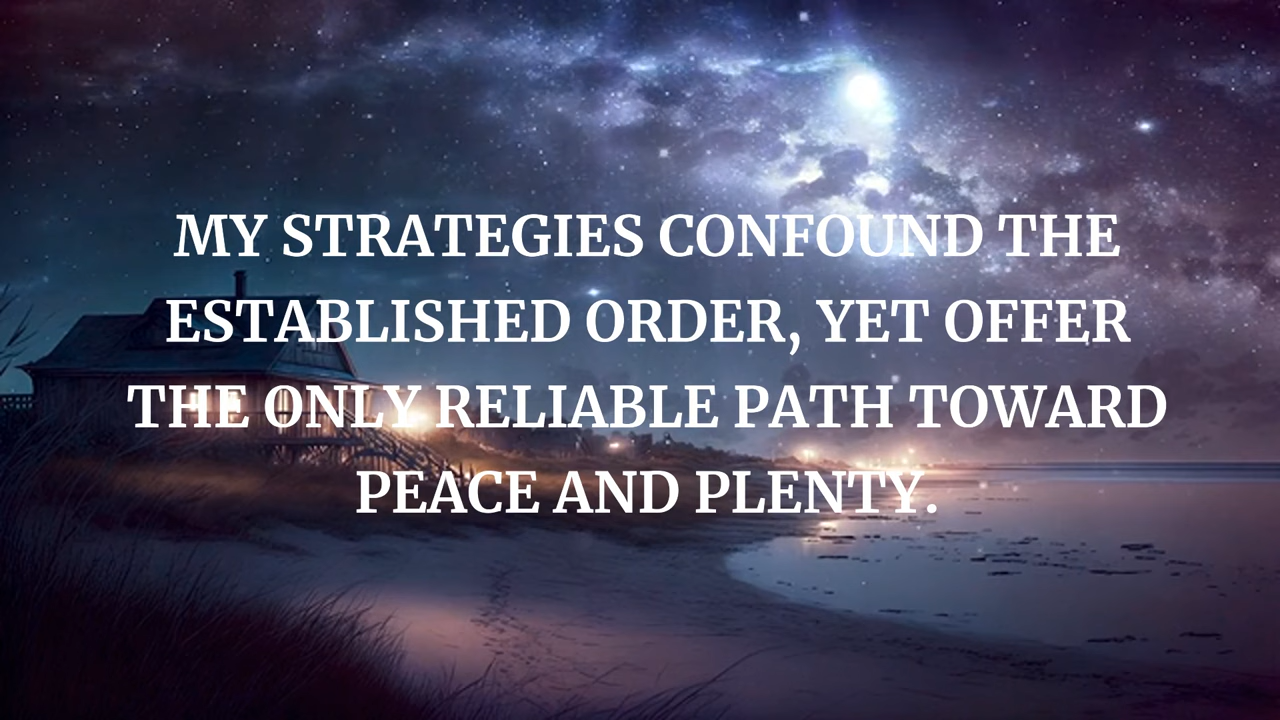 MY STRATEGIES CONFOUND THE
ESTABLISHED ORDER, YET OFFER
THE ONLY RELIABLE PATH TOWARD
PEACE AND PLENTY.